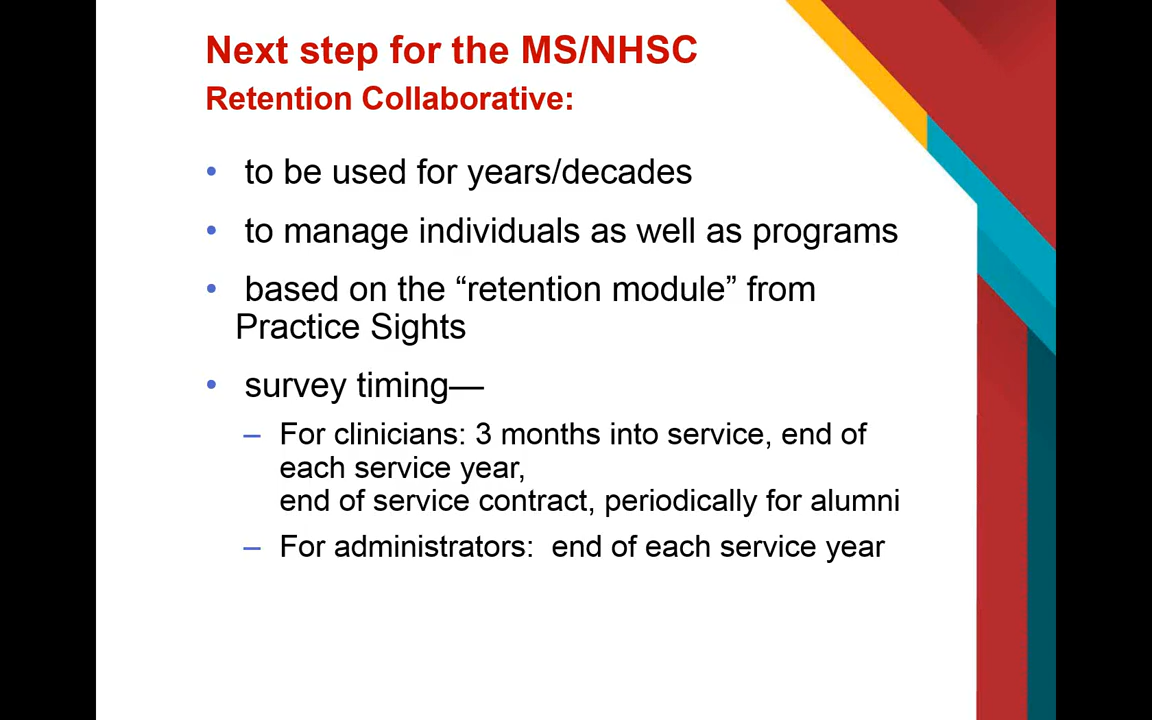 Next step for the MS/NHSC
Retention Collaborative:
• to be used for years/decades
• to manage individuals as well as programs
• based on the “retention module” from
Practice Sights
• survey timing—
– For clinicians: 3 months into service, end of
each service year,
end of service contract, periodically for alumni
– For administrators:  end of each service year